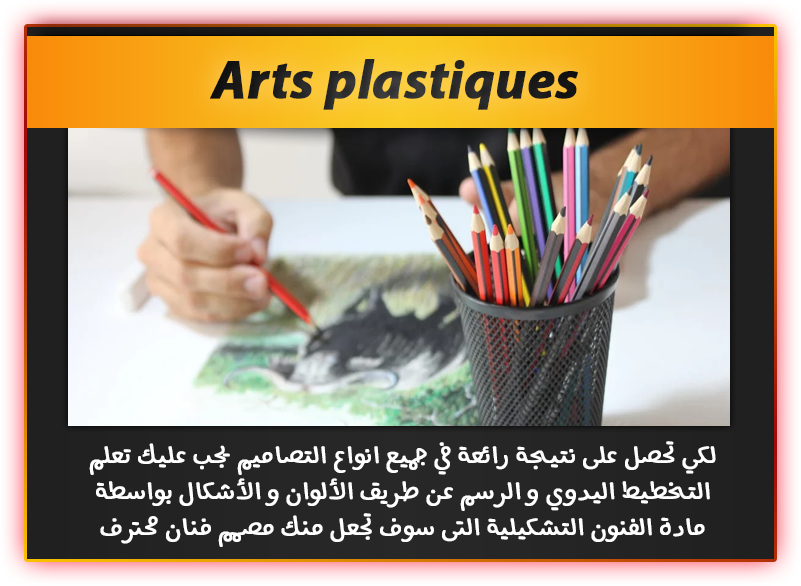 Arts plastiques
لكي تحصل على نتيجة رائعة في جميع انواع التصاميم يجب عليك تعلم
التخطيط اليدوي و الرسم عن طريق الألوان و الأشكال بواسطة
مادة الفنون التشكيلية التى سوف تجعل منك مصمم فنان محترف